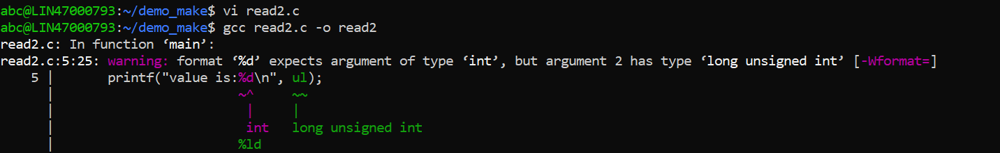 abc@LIN47000793:~/demo_make$ vi read2.c
abc@LIN47000793:~/demo_make$ gcc read2.c -o read2
read2.c: In function ‘main’:
read2.c:5:25: warning: format ‘%d’ expects argument of type ‘int’, but argument 2 has type ‘long unsigned int’ [-Wformat=]
    5 |       printf("value is:%d\n", ul);
      |                        ~^     ~~
      |                         |     |
      |                         int   long unsigned int
      |                        %ld